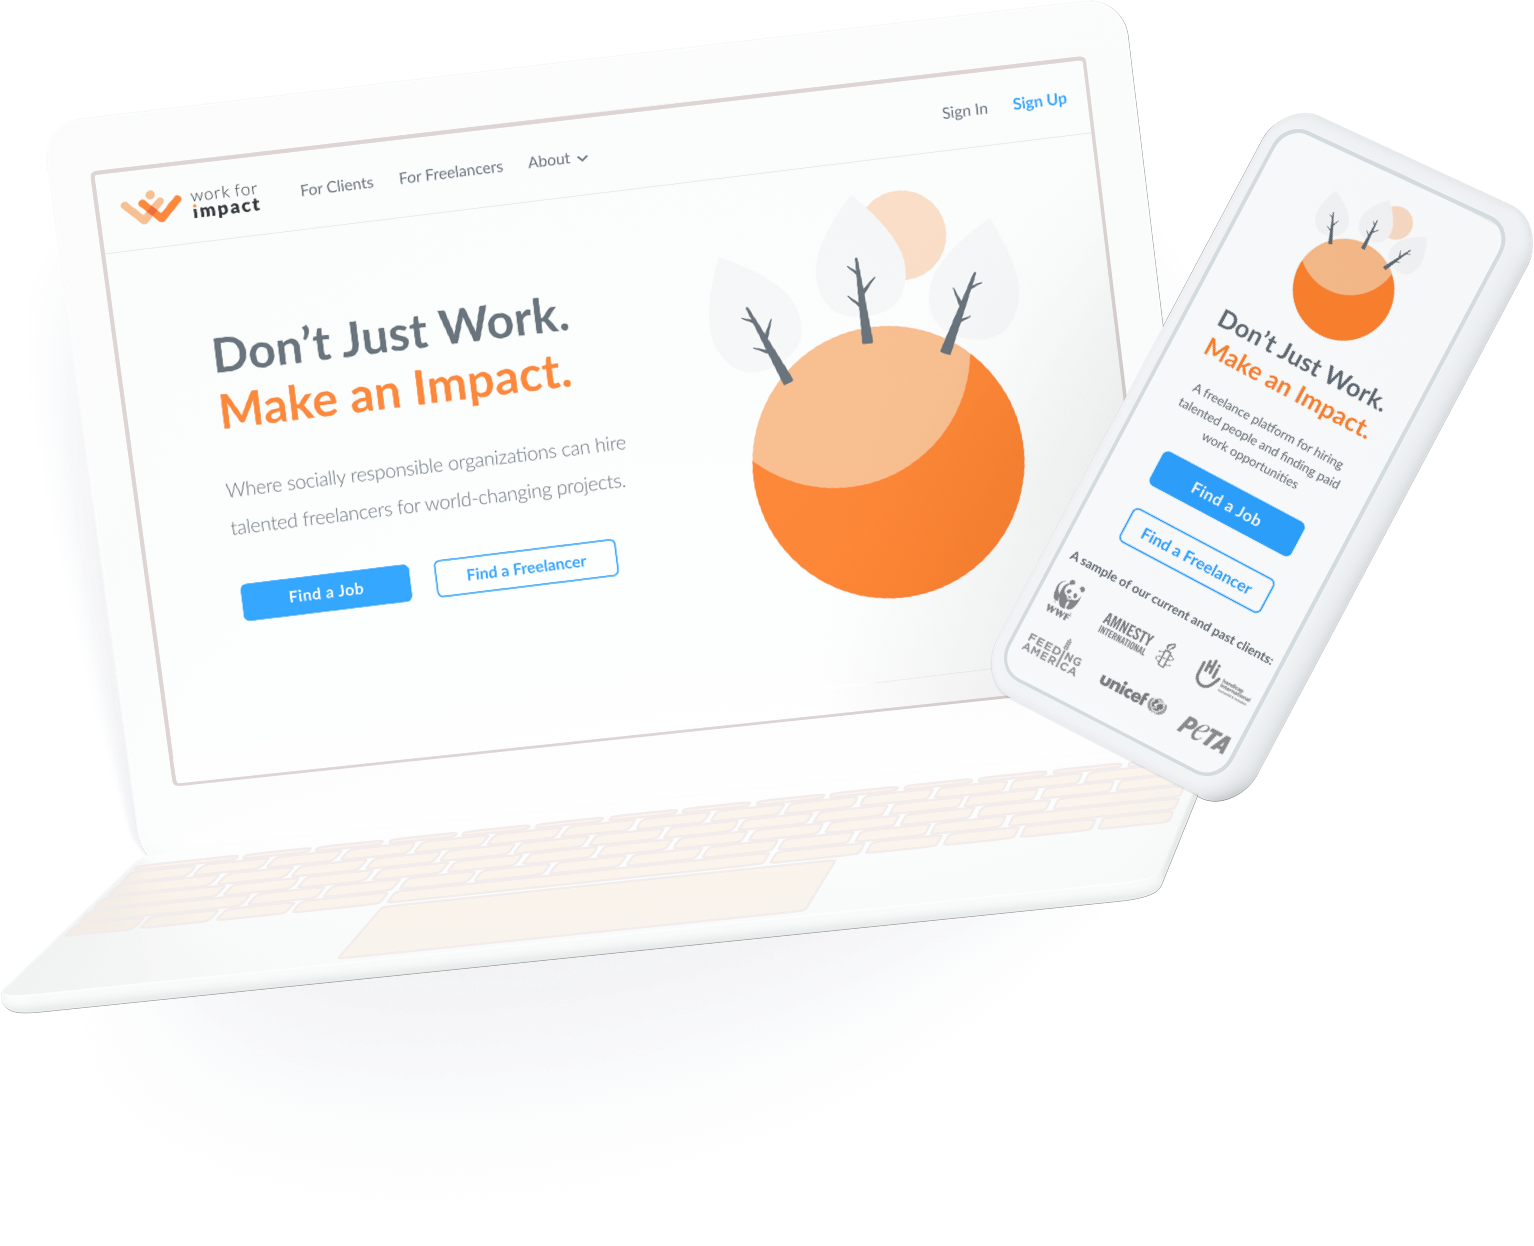 work for
impact
For Clients
For Freelancers
About
Sign In
Sign Up
Don't Just Work.
Make an Impact.
Where socially responsible organizations can hire
talented freelancers for world-changing projects.
Find a Job
Find a Freelancer
Don't Just Work.
Make an Impact.
A freelance platform for hiring
talented people and finding paid
work opportunities
Find a Job
Find a Freelancer
A sample of our current and past clients:
WWF
AMNESTY
INTERNATIONAL
Hi
handicap
international
FEEDING
AMERICA
unicef
PeTA